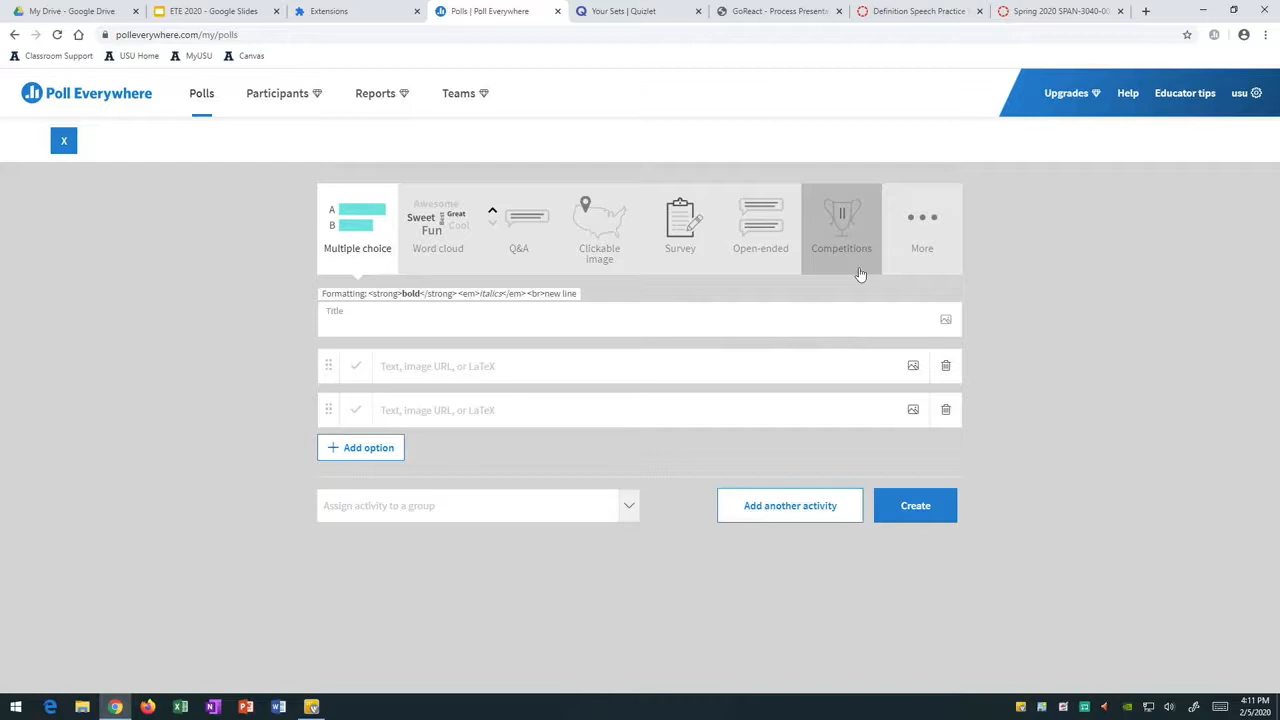 My Drive - Google Drive
ETE 2020 - Google Slides
Extensions
Polls | Poll Everywhere
Your Sets | Quizlet
GoReact - Process Presenta
Definition Speech Practice
Spring 2020 SPAN-3040-00
polleverywhere.com/my/polls
Classroom Support
USU Home
MyUSU
Canvas
Poll Everywhere
Polls
Participants
Reports
Teams
Upgrades
Help
Educator tips
usu
X
A
B
Multiple choice
Awesome
Sweet Best Great
Fun Cool
Word cloud
Q&A
Clickable
image
Survey
Open-ended
Competitions
More
Formatting: <strong>bold</strong> <em>italics</em> <br>new line
Title
Text, image URL, or LaTeX
Text, image URL, or LaTeX
+ Add option
Assign activity to a group
Add another activity
Create
4:11 PM
2/5/2020